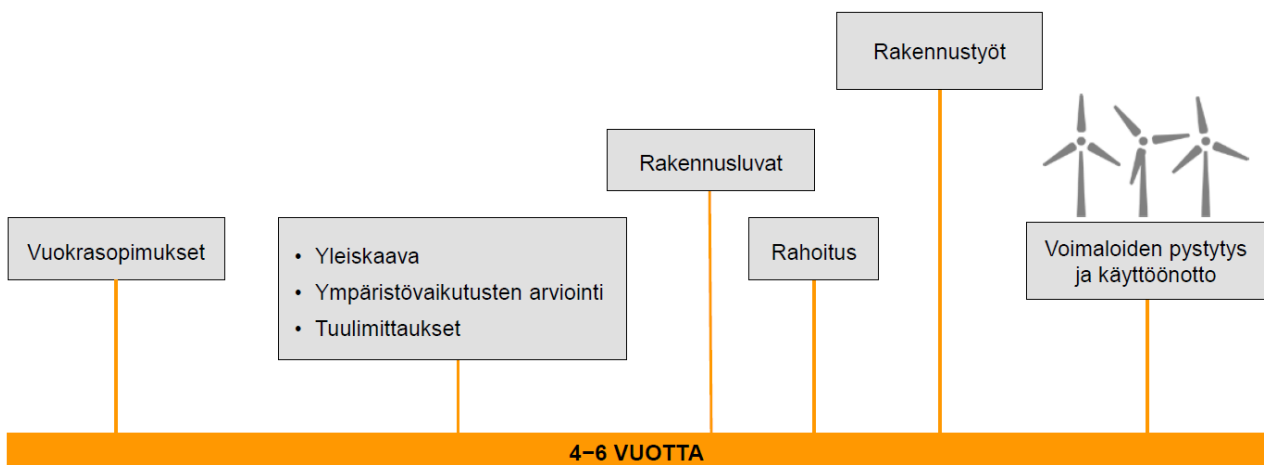 Vuokrasopimukset
• Yleiskaava
• Ympäristövaikutusten arviointi
• Tuulimittaukset
Rakennusluvat
Rahoitus
Rakennustyöt
Voimaloiden pystytys
ja käyttöönotto
4–6 VUOTTA